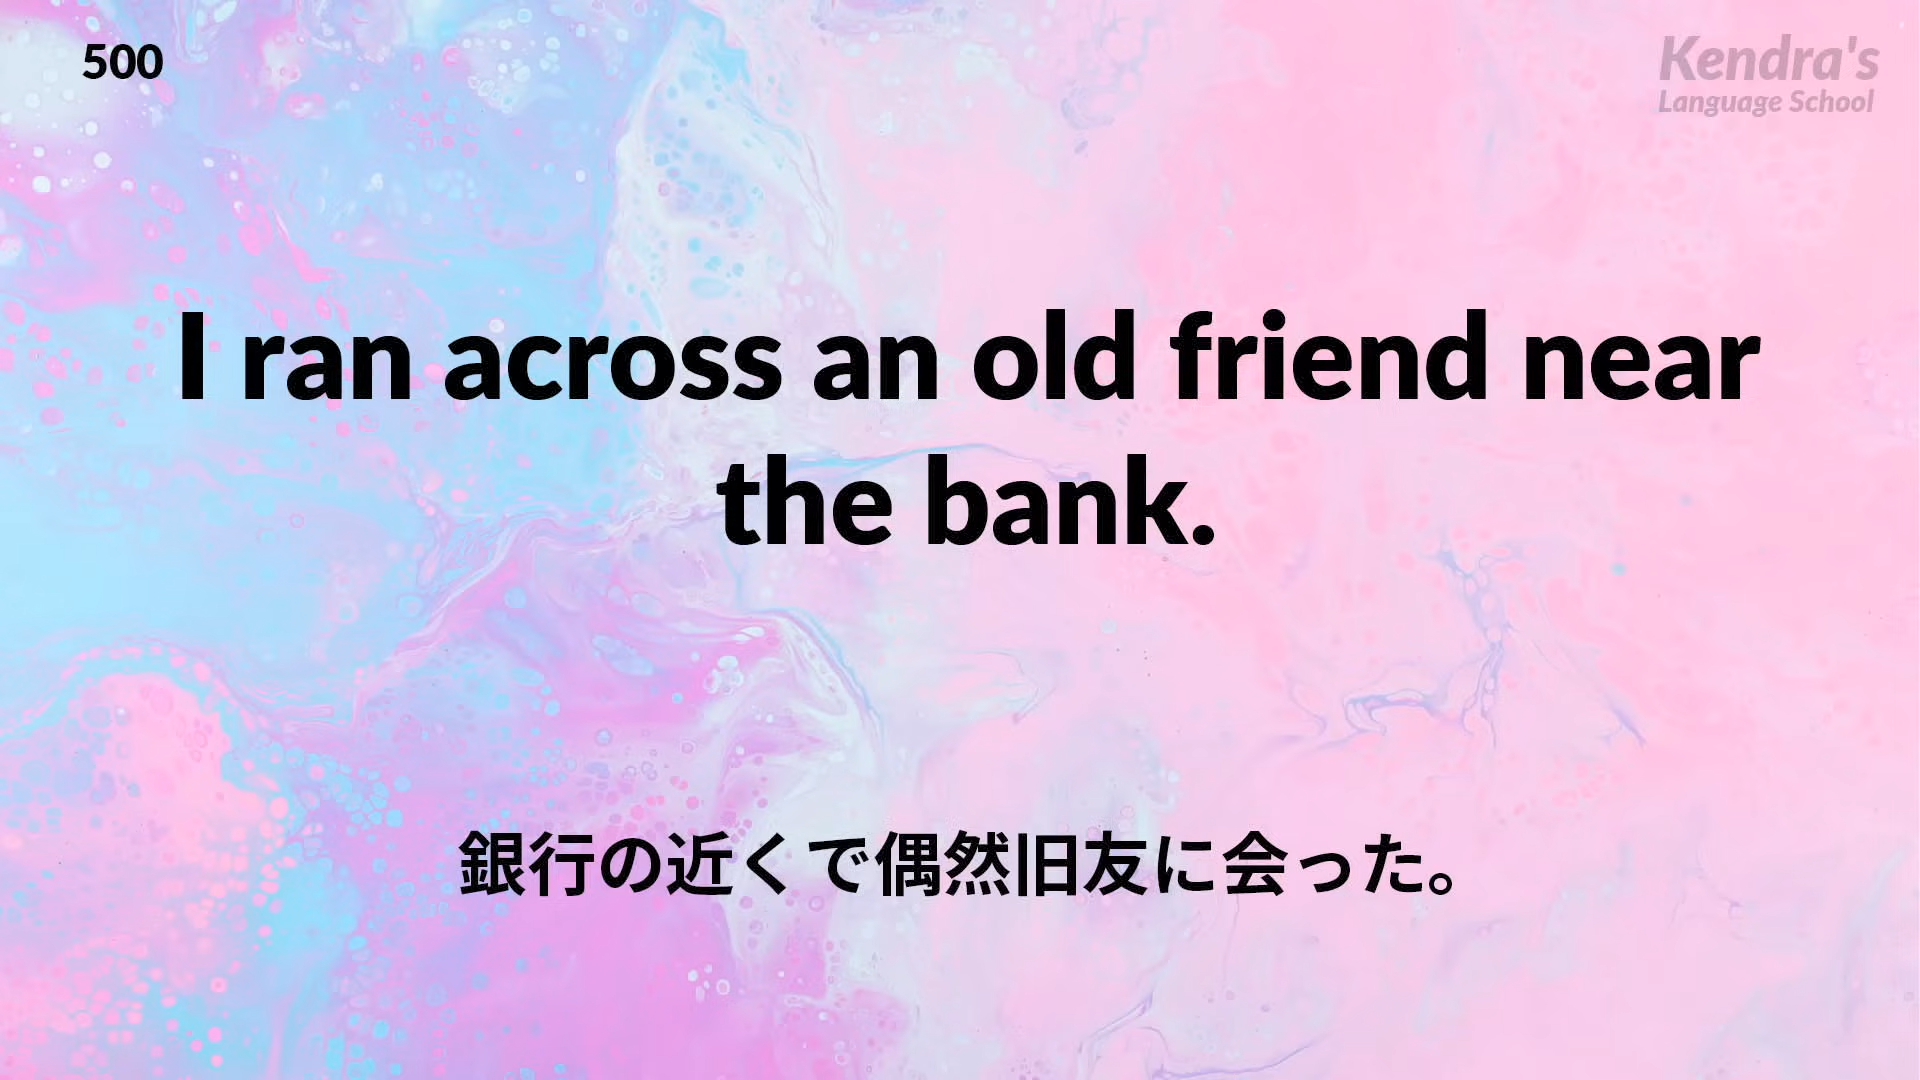 500
Kendra's
Language School
I ran across an old friend near
the bank.
銀行の近くで偶然旧友に会った。